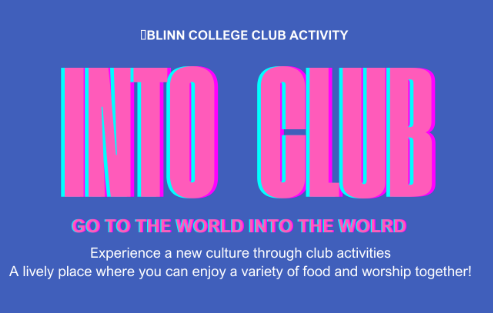 BLINN COLLEGE CLUB ACTIVITY
INTO CLUB
GO TO THE WORLD INTO THE WOLRD
Experience a new culture through club activities
A lively place where you can enjoy a variety of food and worship together!